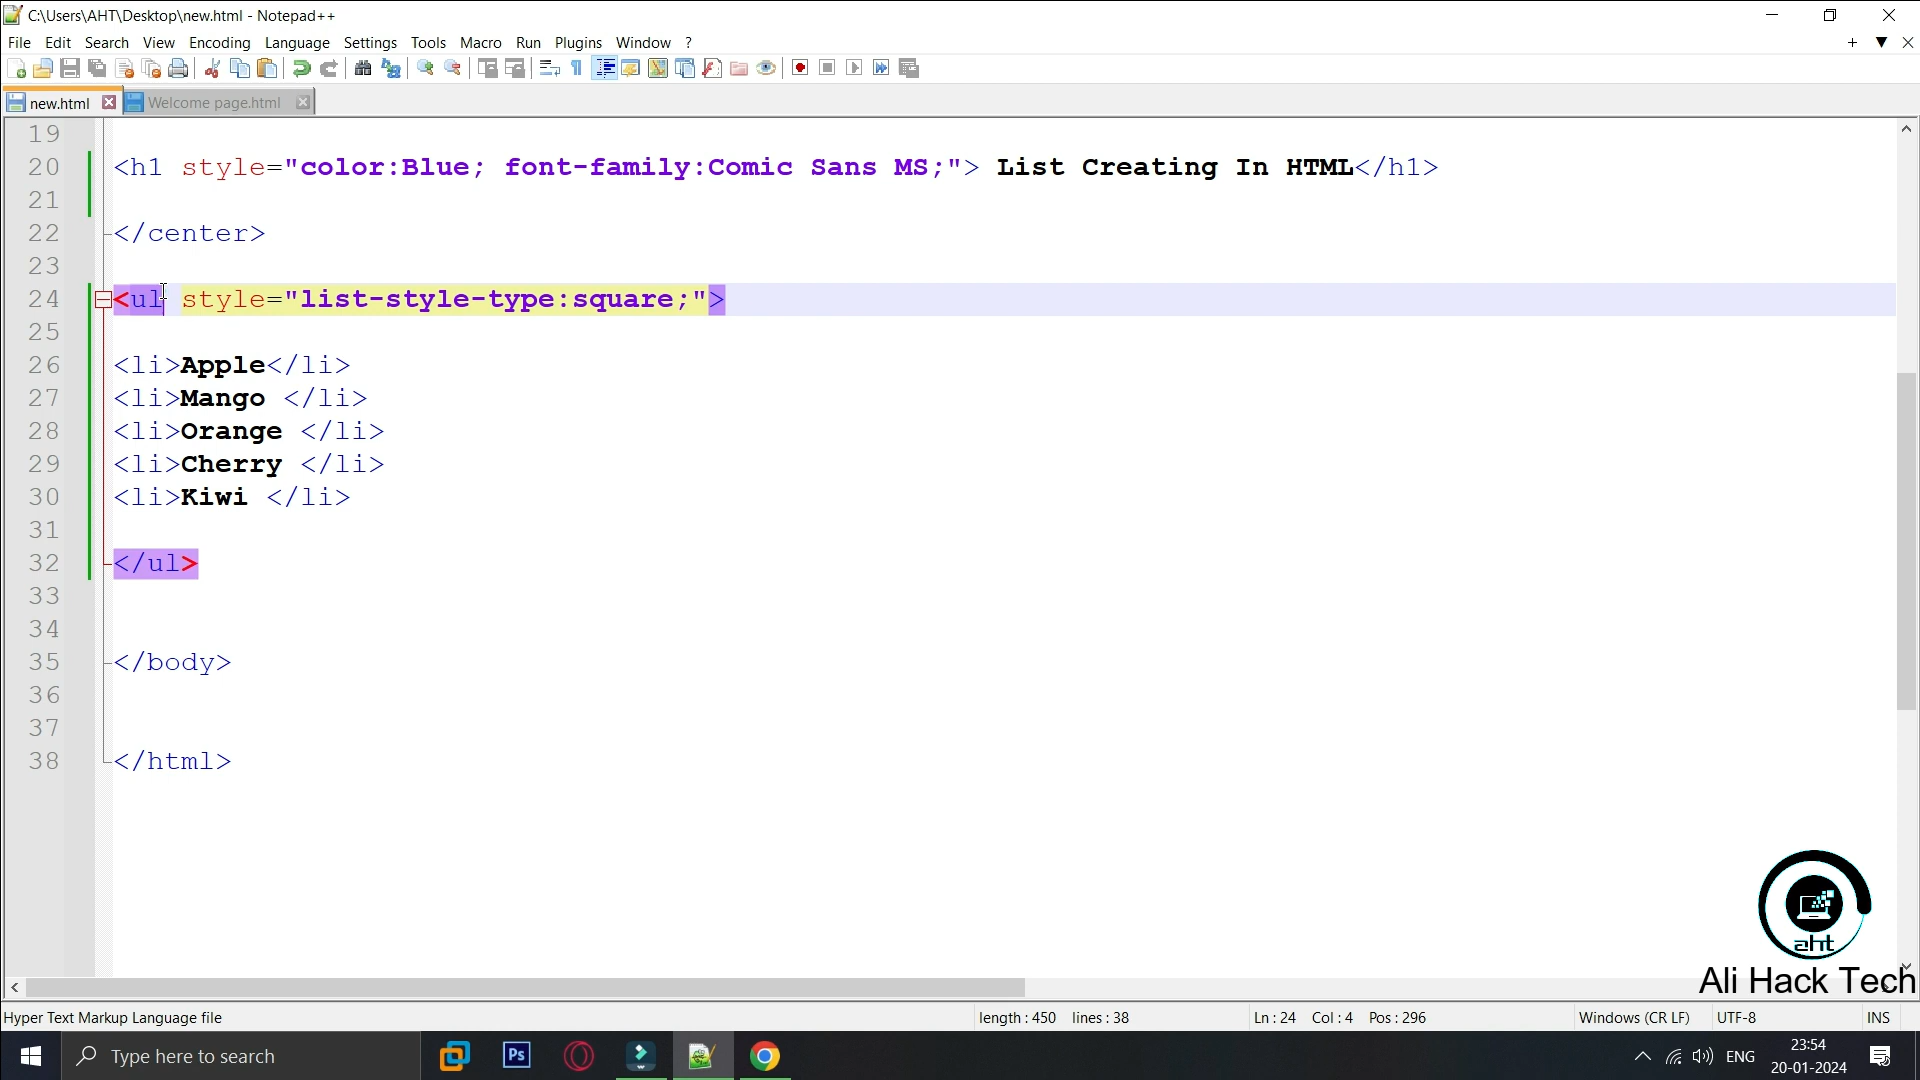 C:\Users\AHT\Desktop\new.html - Notepad++
File Edit Search View Encoding Language Settings Tools Macro Run Plugins Window ?
new.html Welcome page.html
19
20 <h1 style="color:Blue; font-family:Comic Sans MS;"> List Creating In HTML</h1>
21
22 </center>
23
24 <ul style="list-style-type:square;">
25
26 <li>Apple</li>
27 <li>Mango </li>
28 <li>Orange </li>
29 <li>Cherry </li>
30 <li>Kiwi </li>
31
32 </ul>
33
34
35 </body>
36
37
38 </html>
aht
Ali Hack Tech
Hyper Text Markup Language file length : 450 lines : 38 Ln : 24 Col : 4 Pos : 296 Windows (CR LF) UTF-8 INS
Type here to search Ps ENG 23:54
20-01-2024